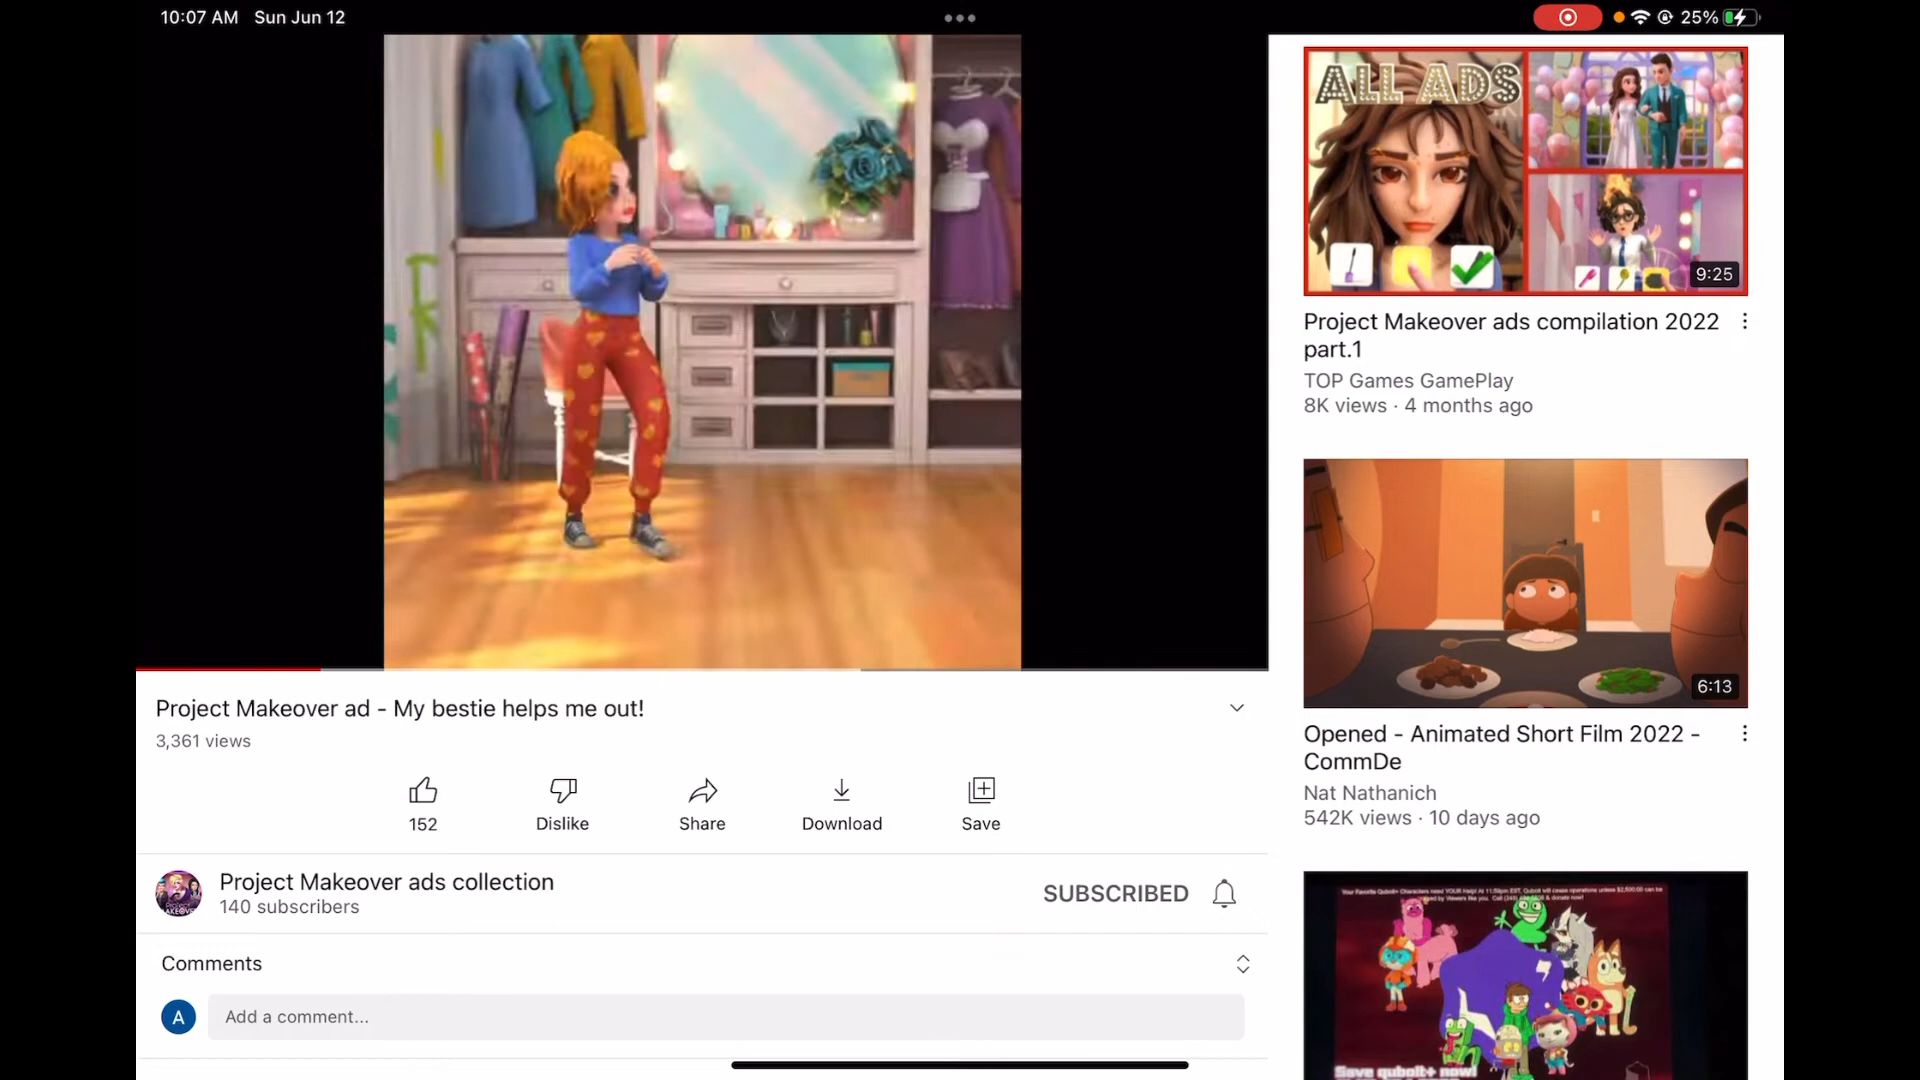 10:07 AM Sun Jun 12
25%
ALL ADS
9:25
Project Makeover ads compilation 2022
part.1
TOP Games GamePlay
8K views · 4 months ago
6:13
Opened - Animated Short Film 2022 -
CommDe
Nat Nathanich
542K views · 10 days ago
Save qubolt+ now!
Project Makeover ad - My bestie helps me out!
3,361 views
152
Dislike
Share
Download
Save
Project Makeover ads collection
140 subscribers
SUBSCRIBED
Comments
A
Add a comment...